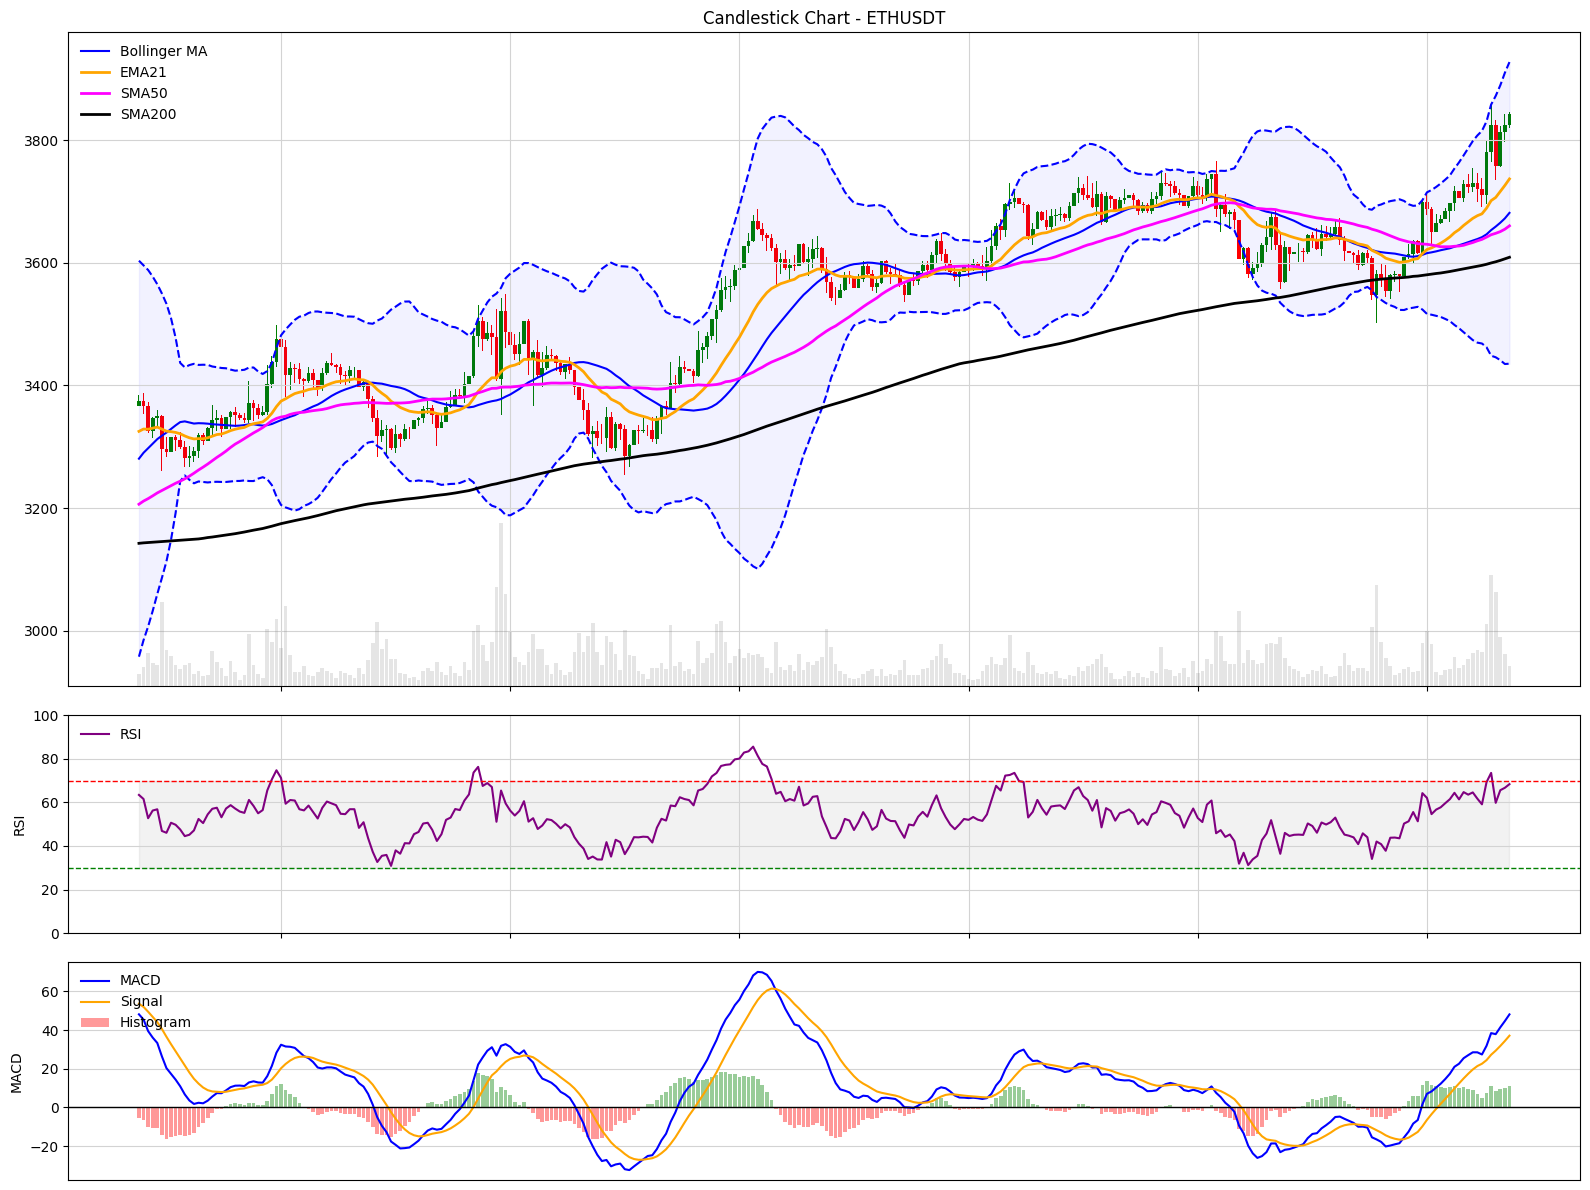 Candlestick Chart - ETHUSDT
Bollinger MA
EMA21
SMA50
SMA200
3800
3600
3400
3200
3000
RSI
100
80
60
40
20
0
RSI
MACD
Signal
Histogram
60
40
20
0
−20
MACD